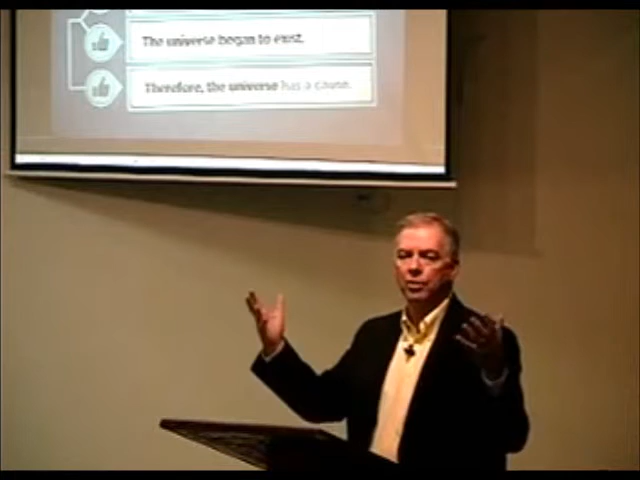 The universe began to exist.
Therefore, the universe has a cause.